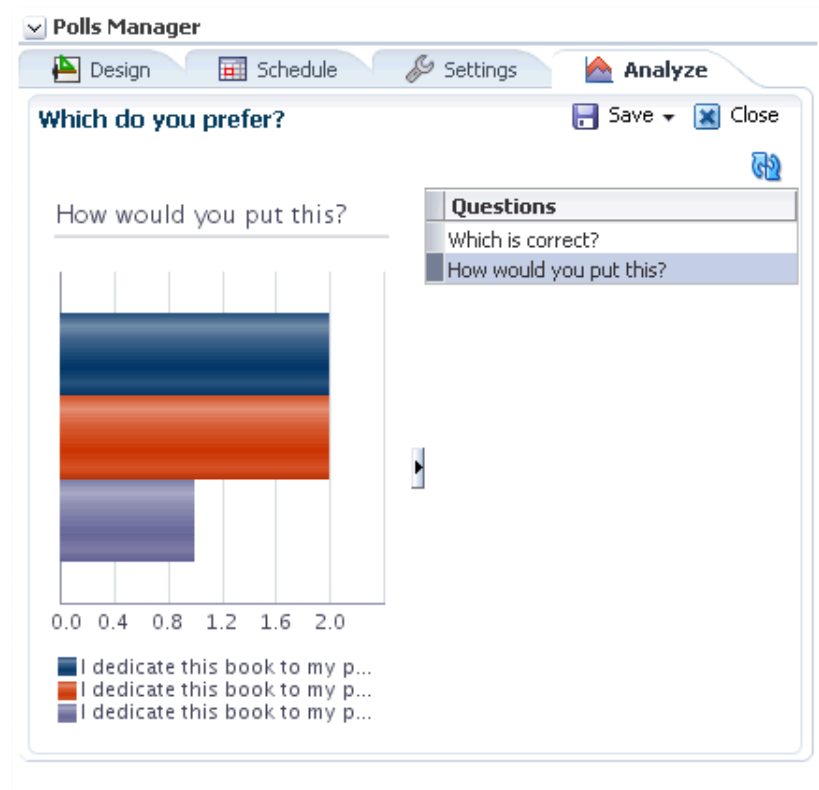 Polls Manager
Design Schedule Settings Analyze
Which do you prefer? Save Close
How would you put this?
Questions
Which is correct?
How would you put this?
0.0 0.4 0.8 1.2 1.6 2.0
I dedicate this book to my p...
I dedicate this book to my p...
I dedicate this book to my p...